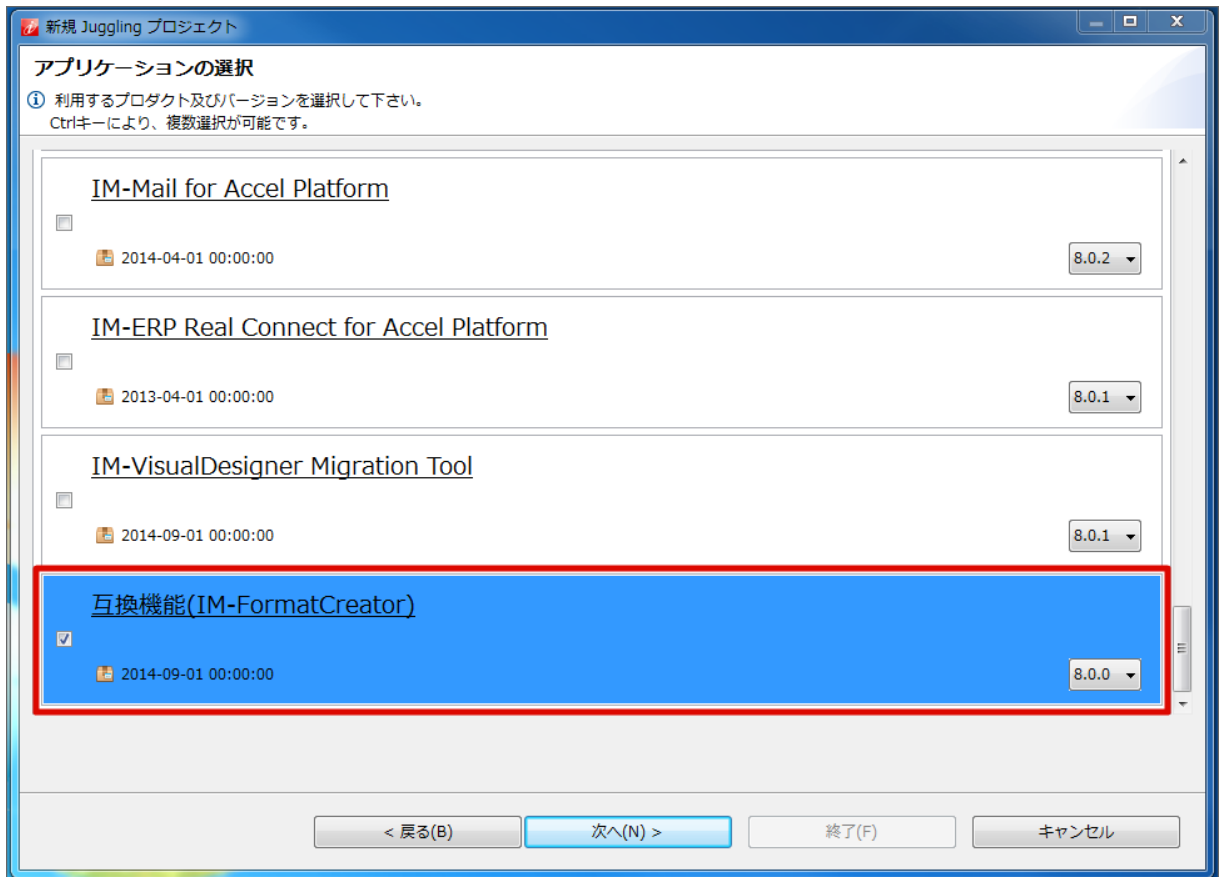 新規 Juggling プロジェクト
アプリケーションの選択
利用するプロダクト及びバージョンを選択して下さい。
Ctrlキーにより、複数選択が可能です。
IM-Mail for Accel Platform
2014-04-01 00:00:00 8.0.2
IM-ERP Real Connect for Accel Platform
2013-04-01 00:00:00 8.0.1
IM-VisualDesigner Migration Tool
2014-09-01 00:00:00 8.0.1
互換機能(IM-FormatCreator)
2014-09-01 00:00:00 8.0.0
< 戻る(B) 次へ(N) > 終了(F) キャンセル